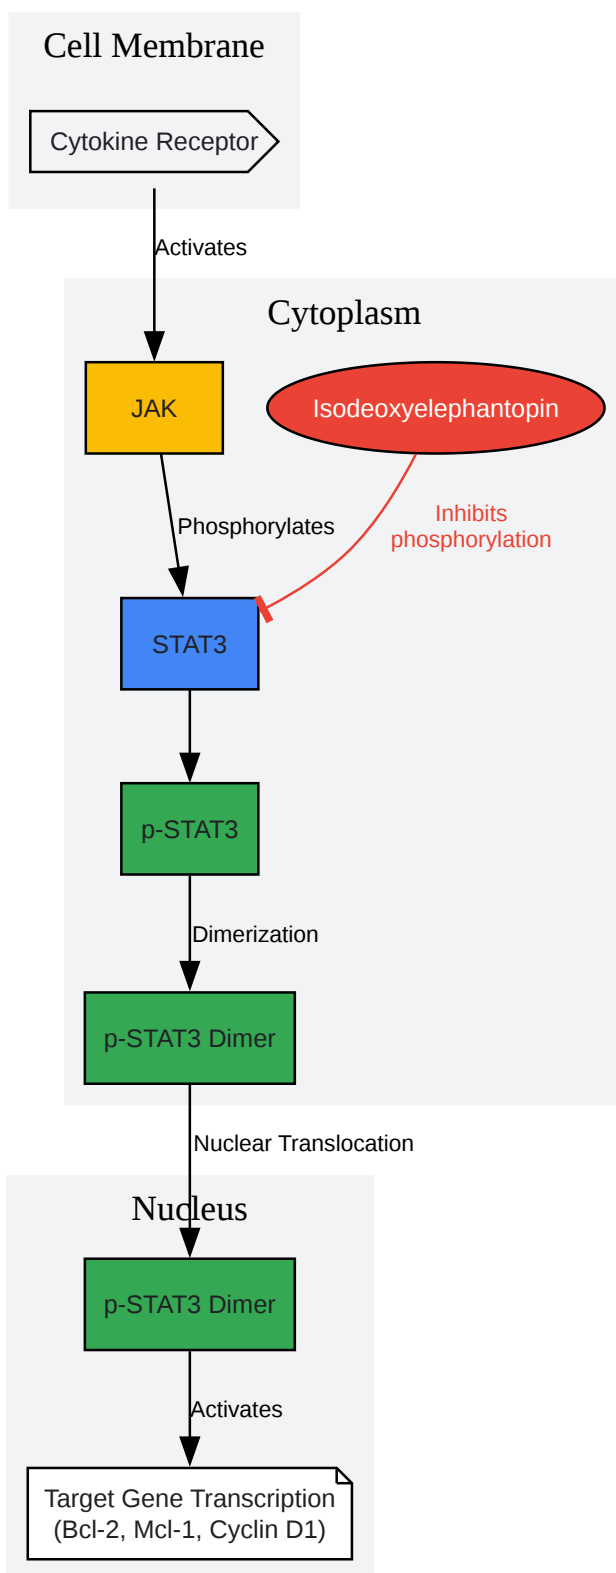 Cell Membrane
Cytokine Receptor
Activates
Cytoplasm
JAK
Isodeoxyelephantopin
Phosphorylates
Inhibits
phosphorylation
STAT3
p-STAT3
Dimerization
p-STAT3 Dimer
Nuclear Translocation
Nucleus
p-STAT3 Dimer
Activates
Target Gene Transcription
(Bcl-2, Mcl-1, Cyclin D1)